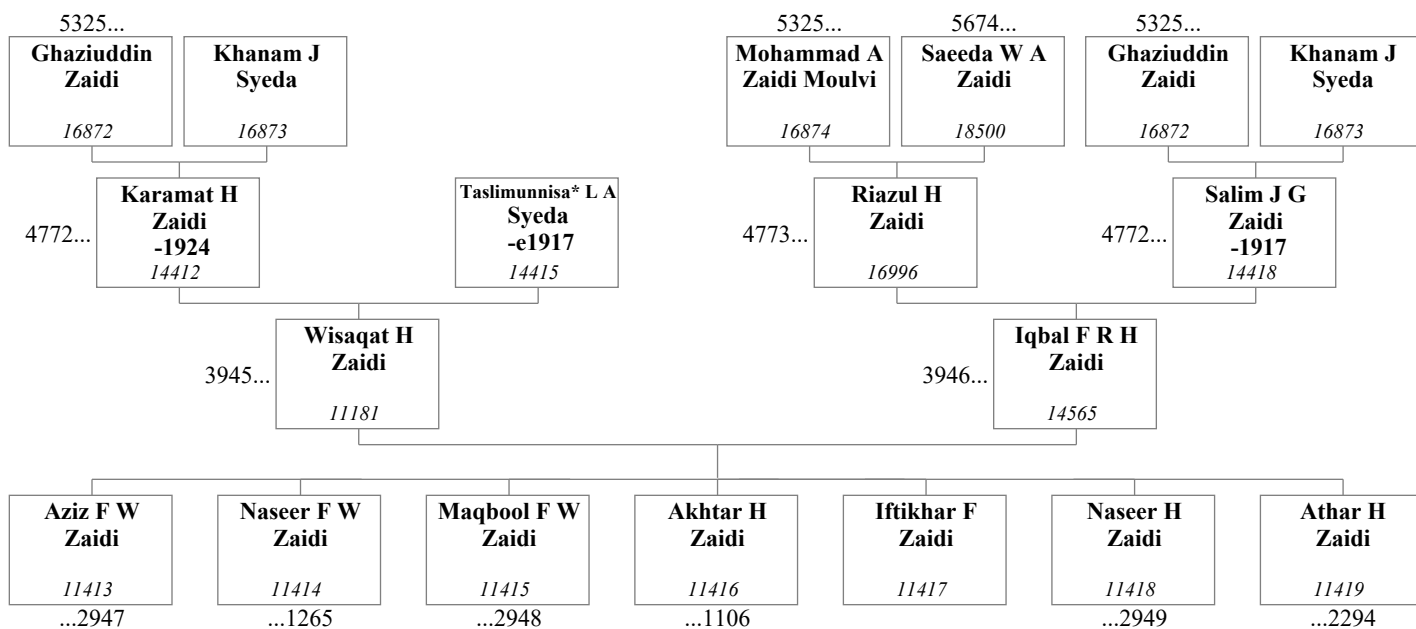 5325...
5325...
5674...
5325...
Ghaziuddin
Zaidi
16872
Khanam J
Syeda
16873
Mohammad A
Zaidi Moulvi
16874
Saeeda W A
Zaidi
18500
Ghaziuddin
Zaidi
16872
Khanam J
Syeda
16873
4772...
Karamat H
Zaidi
-1924
14412
Taslimunnisa* L A
Syeda
-e1917
14415
4773...
Riazul H
Zaidi
16996
4772...
Salim J G
Zaidi
-1917
14418
3945...
Wisaqat H
Zaidi
11181
3946...
Iqbal F R H
Zaidi
14565
Aziz F W
Zaidi
11413
...2947
Naseer F W
Zaidi
11414
...1265
Maqbool F W
Zaidi
11415
...2948
Akhtar H
Zaidi
11416
...1106
Iftikhar F
Zaidi
11417
Naseer H
Zaidi
11418
...2949
Athar H
Zaidi
11419
...2294